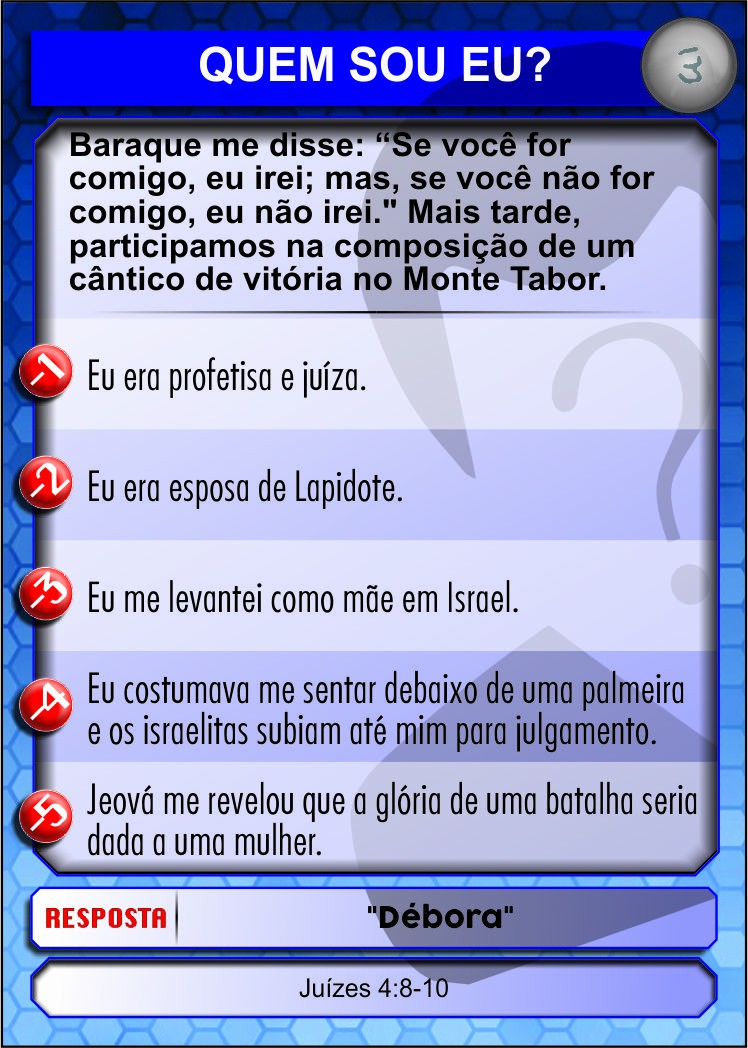 QUEM SOU EU?
3
Baraque me disse: “Se você for
comigo, eu irei; mas, se você não for
comigo, eu não irei." Mais tarde,
participamos na composição de um
cântico de vitória no Monte Tabor.
1 Eu era profetisa e juíza.
2 Eu era esposa de Lapidote.
3 Eu me levantei como mãe em Israel.
4 Eu costumava me sentar debaixo de uma palmeira
e os israelitas subiam até mim para julgamento.
5 Jeová me revelou que a glória de uma batalha seria
dada a uma mulher.
RESPOSTA "Débora"
Juízes 4:8-10